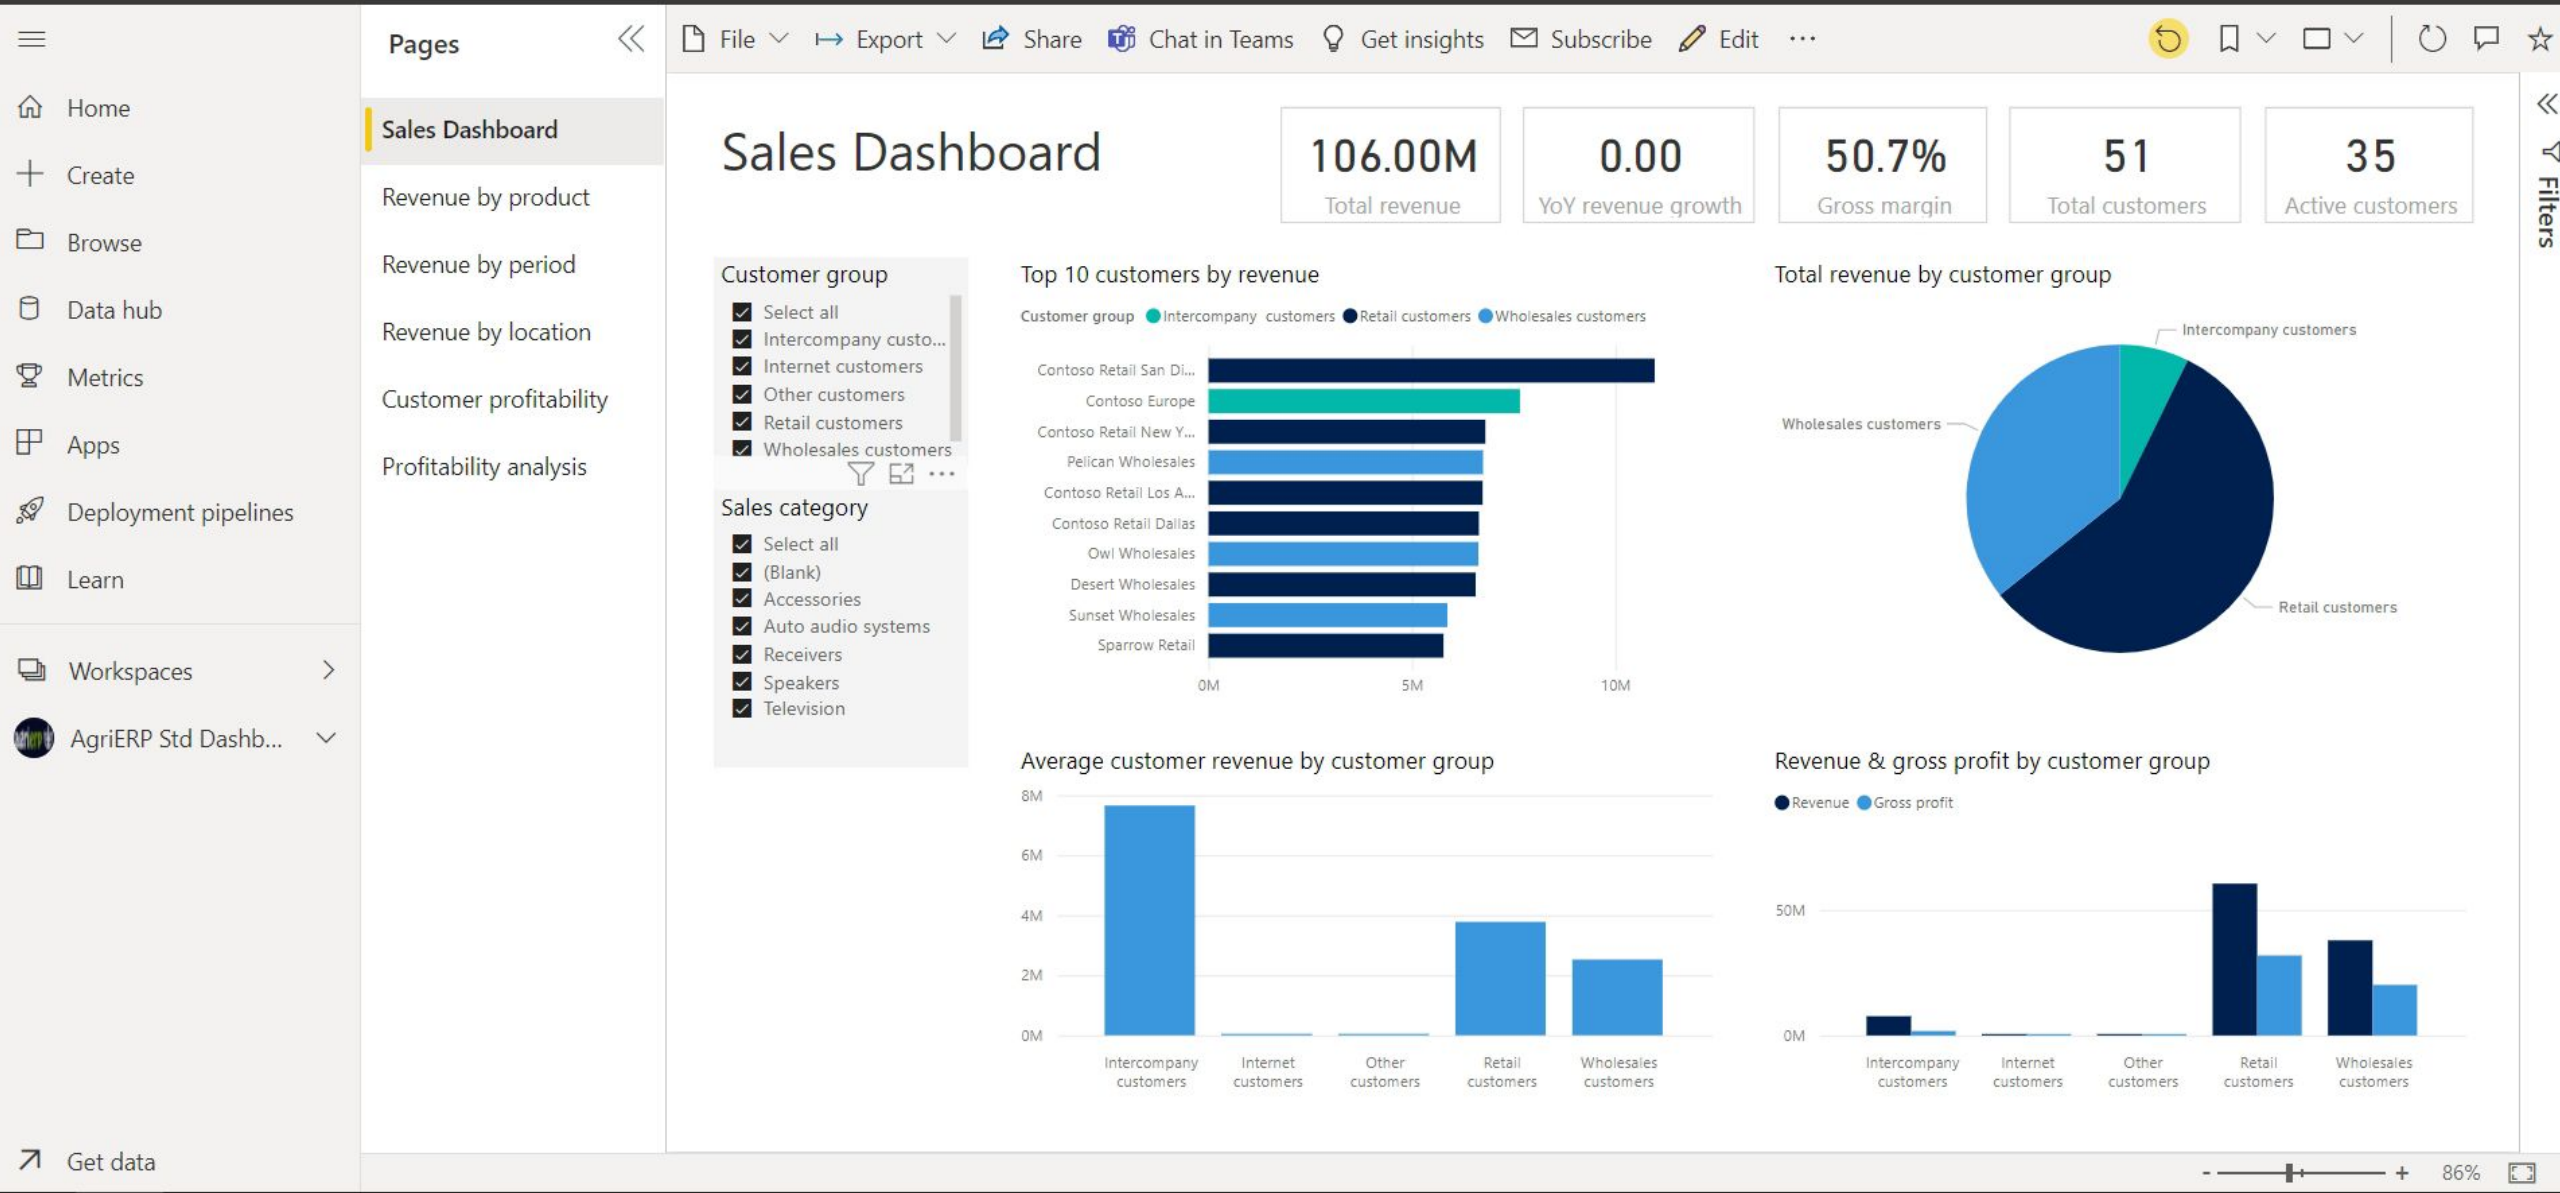 Home
Create
Browse
Data hub
Metrics
Apps
Deployment pipelines
Learn
Workspaces
AgriERP Std Dashb...
Get data
Pages
Sales Dashboard
Revenue by product
Revenue by period
Revenue by location
Customer profitability
Profitability analysis
File Export Share Chat in Teams Get insights Subscribe Edit ...
Sales Dashboard
106.00M
Total revenue
0.00
YoY revenue growth
50.7%
Gross margin
51
Total customers
35
Active customers
Filters
Customer group
Select all
Intercompany custo...
Internet customers
Other customers
Retail customers
Wholesales customers
Sales category
Select all
(Blank)
Accessories
Auto audio systems
Receivers
Speakers
Television
Top 10 customers by revenue
Customer group Intercompany customers Retail customers Wholesales customers
Contoso Retail San Di...
Contoso Europe
Contoso Retail New Y...
Pelican Wholesales
Contoso Retail Los A...
Contoso Retail Dallas
Owl Wholesales
Desert Wholesales
Sunset Wholesales
Sparrow Retail
0M 5M 10M
Total revenue by customer group
Intercompany customers
Wholesales customers
Retail customers
Average customer revenue by customer group
8M
6M
4M
2M
0M
Intercompany customers
Internet customers
Other customers
Retail customers
Wholesales customers
Revenue & gross profit by customer group
Revenue Gross profit
50M
0M
Intercompany customers
Internet customers
Other customers
Retail customers
Wholesales customers
- + 86%